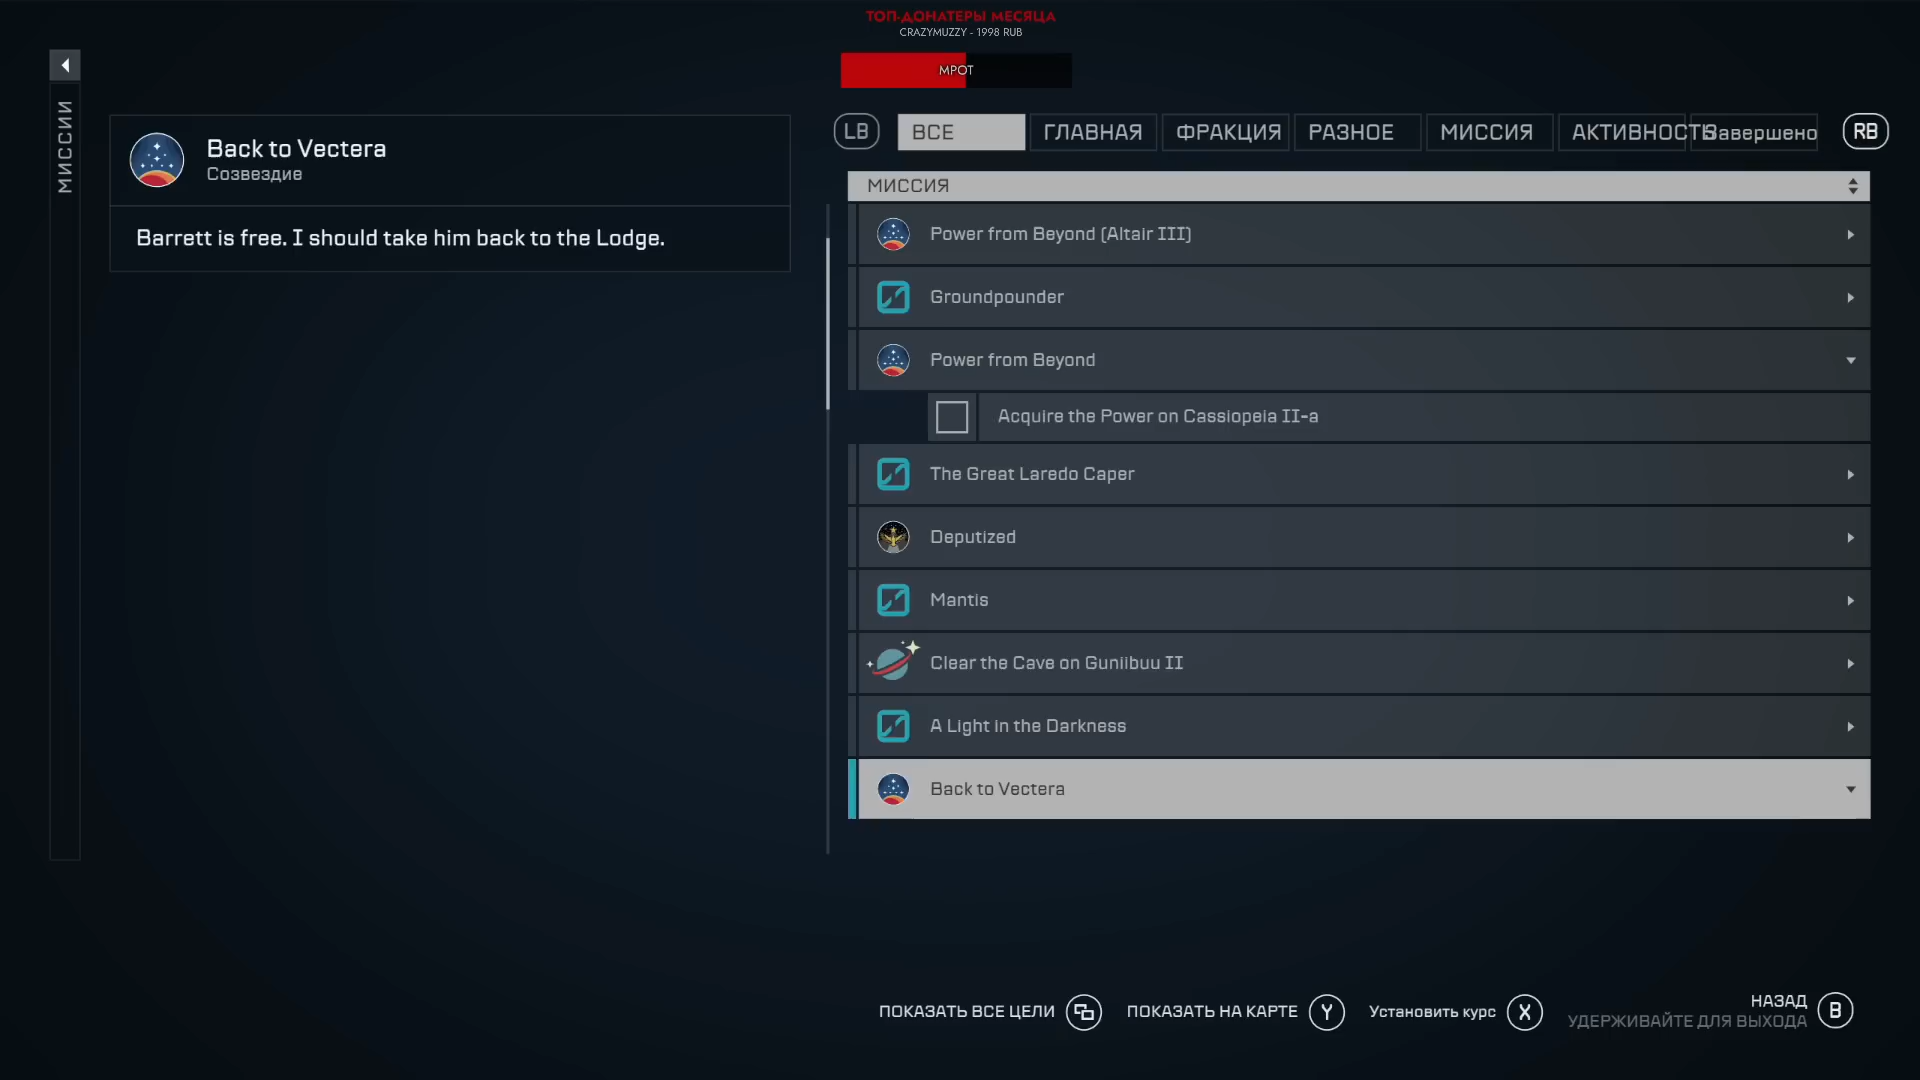 ТОП-ДОНАТЕРЫ МЕСЯЦА
CRAZYMUZZY - 1998 RUB
МРОТ
МИССИИ
Back to Vectera
Созвездие
Barrett is free. I should take him back to the Lodge.
LB ВСЕ ГЛАВНАЯ ФРАКЦИЯ РАЗНОЕ МИССИЯ АКТИВНОСТЬ Завершено RB
МИССИЯ
Power from Beyond (Altair III)
Groundpounder
Power from Beyond
Acquire the Power on Cassiopeia II-a
The Great Laredo Caper
Deputized
Mantis
Clear the Cave on Guniibuu II
A Light in the Darkness
Back to Vectera
ПОКАЗАТЬ ВСЕ ЦЕЛИ ПОКАЗАТЬ НА КАРТЕ Y Установить курс X НАЗАД B
УДЕРЖИВАЙТЕ ДЛЯ ВЫХОДА